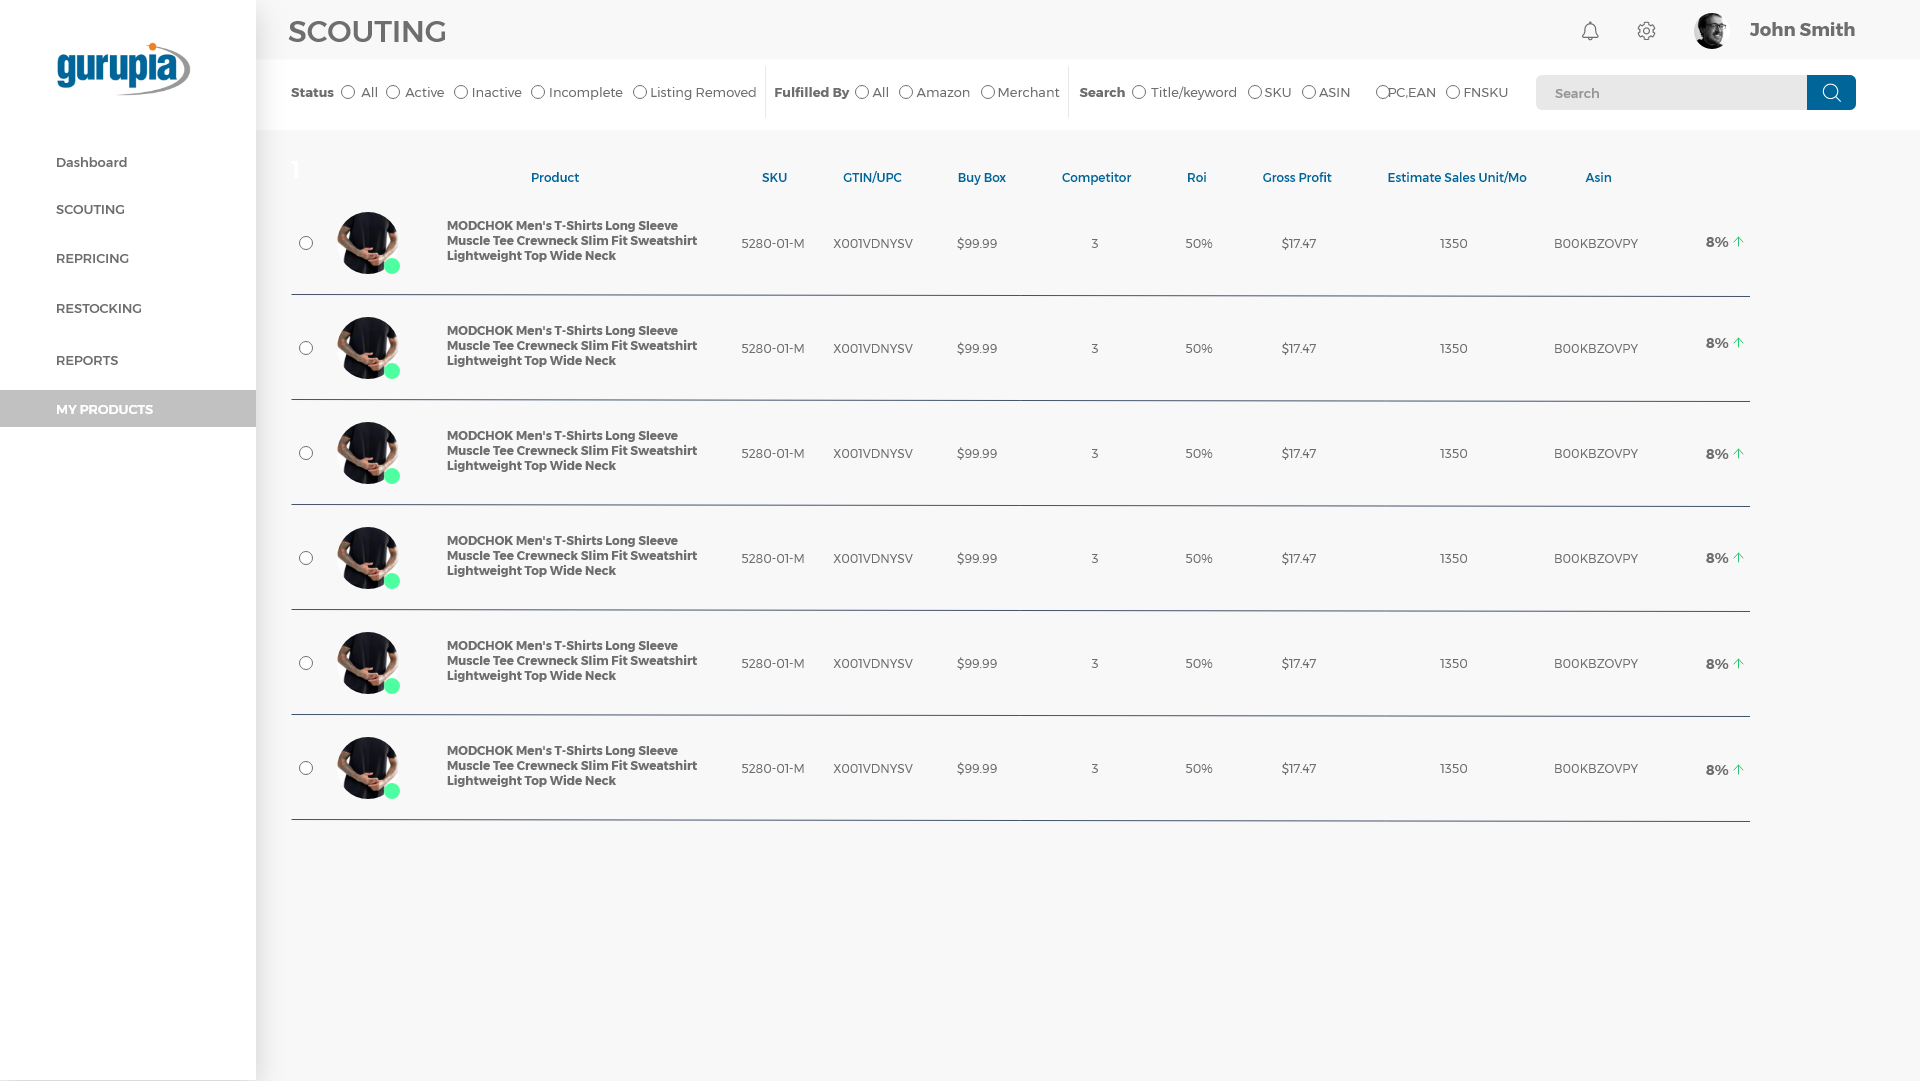 SCOUTING
John Smith
gurupia
Status All Active Inactive Incomplete Listing Removed Fulfilled By All Amazon Merchant Search Title/keyword SKU ASIN PC,EAN FNSKU Search
Dashboard
SCOUTING
REPRICING
RESTOCKING
REPORTS
MY PRODUCTS
1
Product SKU GTIN/UPC Buy Box Competitor Roi Gross Profit Estimate Sales Unit/Mo Asin
MODCHOK Men's T-Shirts Long Sleeve
Muscle Tee Crewneck Slim Fit Sweatshirt
Lightweight Top Wide Neck
5280-01-M X001VDNYSV $99.99 3 50% $17.47 1350 B00KBZOVPY 8%
MODCHOK Men's T-Shirts Long Sleeve
Muscle Tee Crewneck Slim Fit Sweatshirt
Lightweight Top Wide Neck
5280-01-M X001VDNYSV $99.99 3 50% $17.47 1350 B00KBZOVPY 8%
MODCHOK Men's T-Shirts Long Sleeve
Muscle Tee Crewneck Slim Fit Sweatshirt
Lightweight Top Wide Neck
5280-01-M X001VDNYSV $99.99 3 50% $17.47 1350 B00KBZOVPY 8%
MODCHOK Men's T-Shirts Long Sleeve
Muscle Tee Crewneck Slim Fit Sweatshirt
Lightweight Top Wide Neck
5280-01-M X001VDNYSV $99.99 3 50% $17.47 1350 B00KBZOVPY 8%
MODCHOK Men's T-Shirts Long Sleeve
Muscle Tee Crewneck Slim Fit Sweatshirt
Lightweight Top Wide Neck
5280-01-M X001VDNYSV $99.99 3 50% $17.47 1350 B00KBZOVPY 8%
MODCHOK Men's T-Shirts Long Sleeve
Muscle Tee Crewneck Slim Fit Sweatshirt
Lightweight Top Wide Neck
5280-01-M X001VDNYSV $99.99 3 50% $17.47 1350 B00KBZOVPY 8%